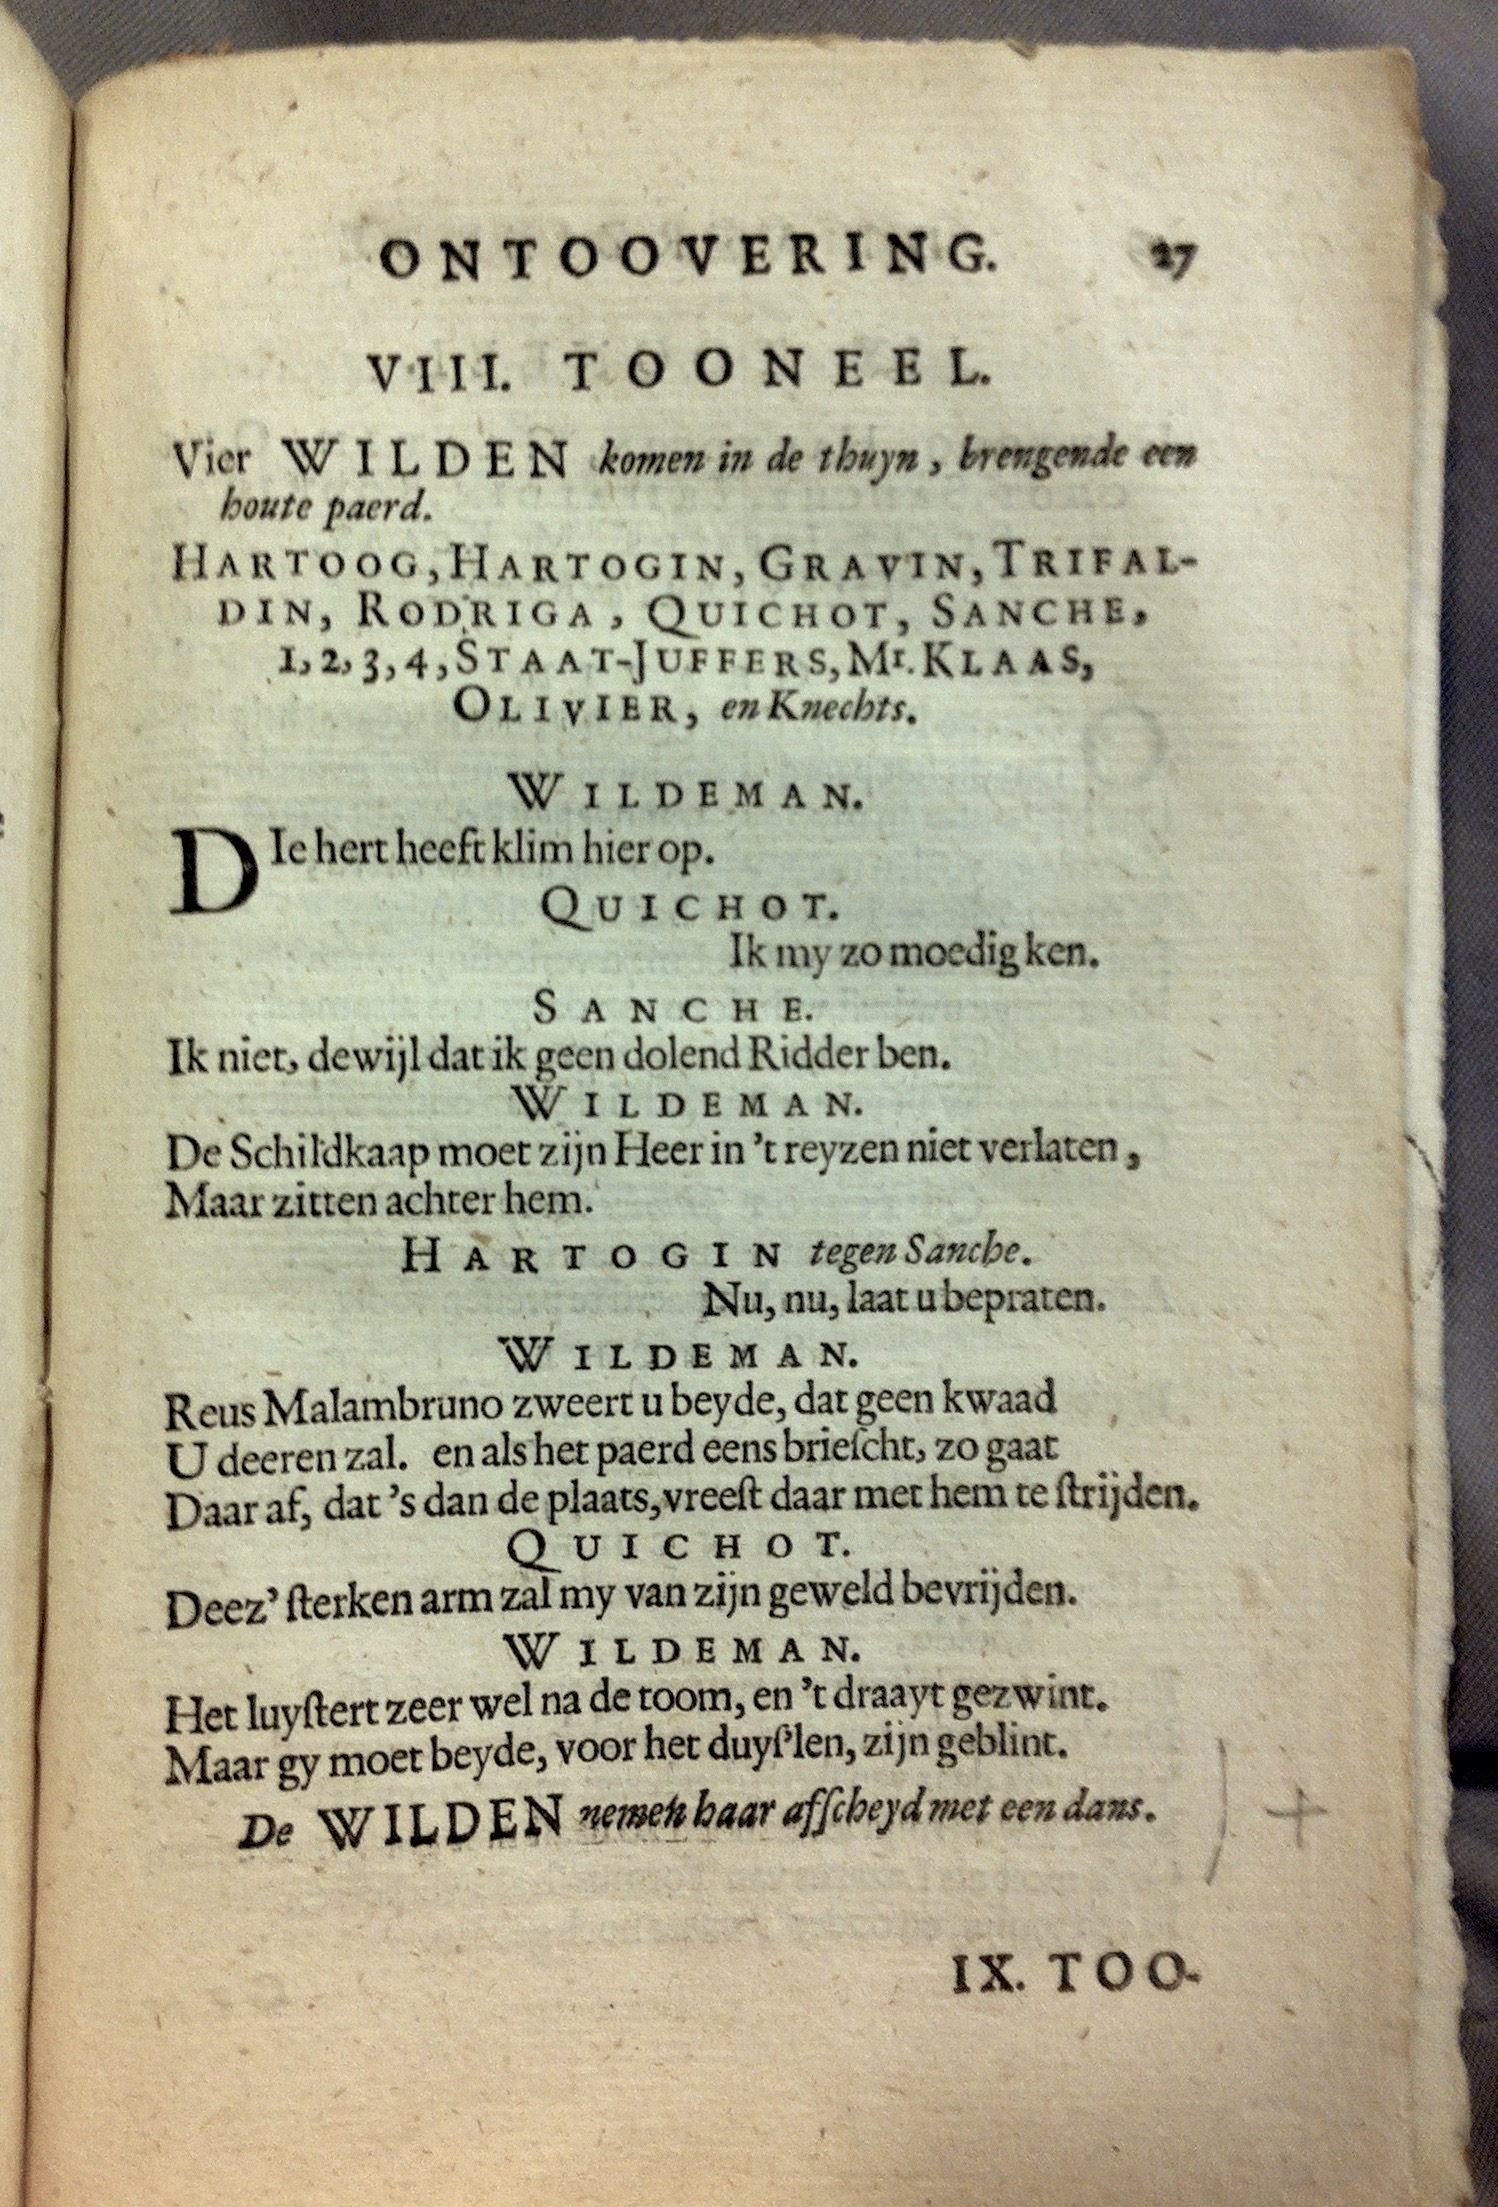 ONTOOVERING. 27
VIII. TOONEEL.
Vier WILDEN komen in de thuyn, brengende een
houte paerd.
HARTOOG, HARTOGIN, GRAVIN, TRIFAL-
DIN, RODRIGA, QUICHOT, SANCHE,
1, 2, 3, 4, STAAT-JUFFERS, Mr. KLAAS,
OLIVIER, en Knechts.
WILDEMAN.
DIe hert heeft klim hier op.
QUICHOT.
Ik my zo moedig ken.
SANCHE.
Ik niet, dewijl dat ik geen dolend Ridder ben.
WILDEMAN.
De Schildkaap moet zijn Heer in 't reyzen niet verlaten,
Maar zitten achter hem.
HARTOGIN tegen Sanche.
Nu, nu, laat u bepraten.
WILDEMAN.
Reus Malambruno zweert u beyde, dat geen kwaad
U deeren zal. en als het paerd eens brieſcht, zo gaat
Daar af, dat 's dan de plaats, vreeſt daar met hem te ſtrijden.
QUICHOT.
Deez' ſterken arm zal my van zijn geweld bevrijden.
WILDEMAN.
Het luyſtert zeer wel na de toom, en 't draayt gezwint.
Maar gy moet beyde, voor het duyſ'len, zijn geblint.
De WILDEN nemen haar afſcheyd met een dans.
IX. TOO-